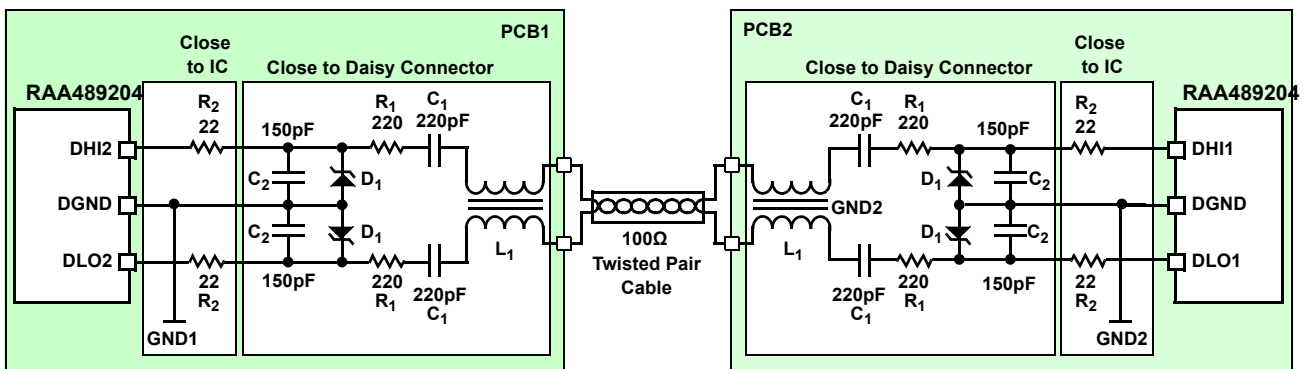 PCB1
Close
to IC
Close to Daisy Connector
RAA489204
R2
22
150pF
R1
220
C1
220pF
DHI2
C2
D1
DGND
C2
D1
DLO2
22
R2
150pF
220
R1
220pF
C1
L1
GND1
100Ω
Twisted Pair
Cable
PCB2
Close to Daisy Connector
Close
to IC
RAA489204
C1
220pF
R1
220
150pF
R2
22
DHI1
D1
C2
GND2
DGND
D1
C2
DLO1
L1
220pF
C1
220
R1
150pF
22
R2
GND2